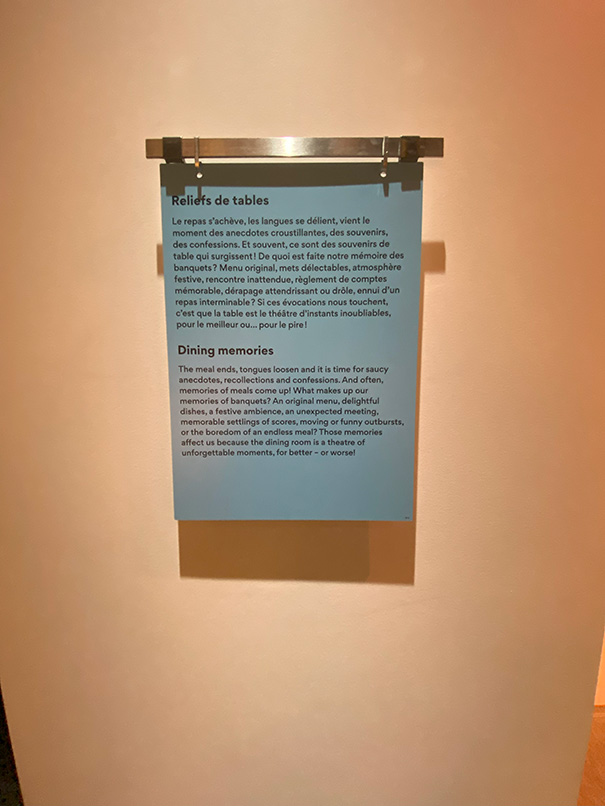 Reliefs de tables
Le repas s'achève, les langues se délient, vient le
moment des anecdotes croustillantes, des souvenirs,
des confessions. Et souvent, ce sont des souvenirs de
table qui surgissent ! De quoi est faite notre mémoire des
banquets ? Menu original, mets délectables, atmosphère
festive, rencontre inattendue, règlement de comptes
mémorable, dérapage attendrissant ou drôle, ennui d'un
repas interminable ? Si ces évocations nous touchent,
c'est que la table est le théâtre d'instants inoubliables,
pour le meilleur ou... pour le pire !
Dining memories
The meal ends, tongues loosen and it is time for saucy
anecdotes, recollections and confessions. And often,
memories of meals come up! What makes up our
memories of banquets? An original menu, delightful
dishes, a festive ambience, an unexpected meeting,
memorable settlings of scores, moving or funny outbursts,
or the boredom of an endless meal? Those memories
affect us because the dining room is a theatre of
unforgettable moments, for better – or worse!